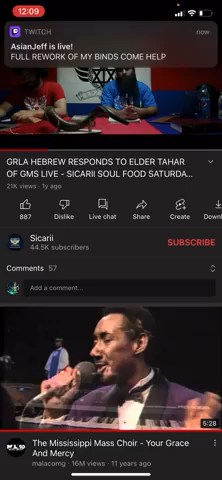 12:09
TWITCH
now
AsianJeff is live!
FULL REWORK OF MY BINDS COME HELP
GRLA HEBREW RESPONDS TO ELDER TAHAR
OF GMS LIVE - SICARII SOUL FOOD SATURDA...
21K views · 1y ago
887
Dislike
Live chat
Share
Create
Downl
Sicarii
44.5K subscribers
SUBSCRIBE
Comments 57
Add a comment...
5:28
The Mississippi Mass Choir - Your Grace
And Mercy
malacomg · 16M views · 11 years ago